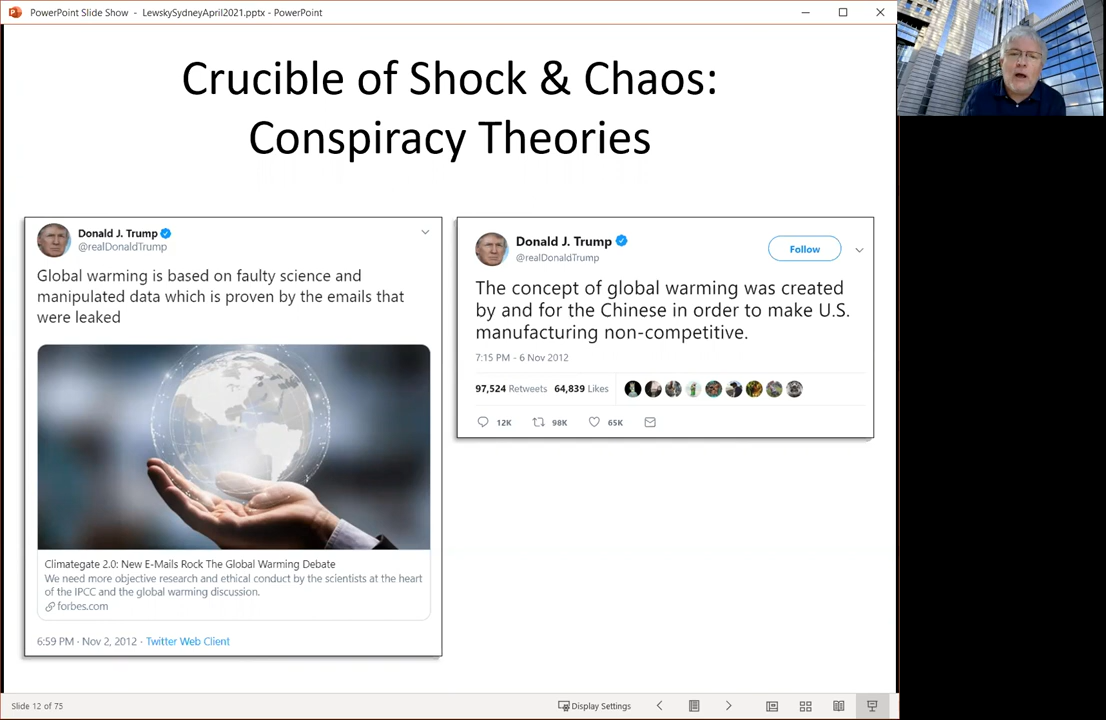 PowerPoint Slide Show - LewskySydneyApril2021.pptx - PowerPoint
Crucible of Shock & Chaos:
Conspiracy Theories
Donald J. Trump
@realDonaldTrump
Global warming is based on faulty science and
manipulated data which is proven by the emails that
were leaked
Climategate 2.0: New E-Mails Rock The Global Warming Debate
We need more objective research and ethical conduct by the scientists at the heart
of the IPCC and the global warming discussion.
forbes.com
6:59 PM · Nov 2, 2012 · Twitter Web Client
Donald J. Trump
@realDonaldTrump
Follow
The concept of global warming was created
by and for the Chinese in order to make U.S.
manufacturing non-competitive.
7:15 PM - 6 Nov 2012
97,524 Retweets 64,839 Likes
12K 98K 65K
Slide 12 of 75
Display Settings